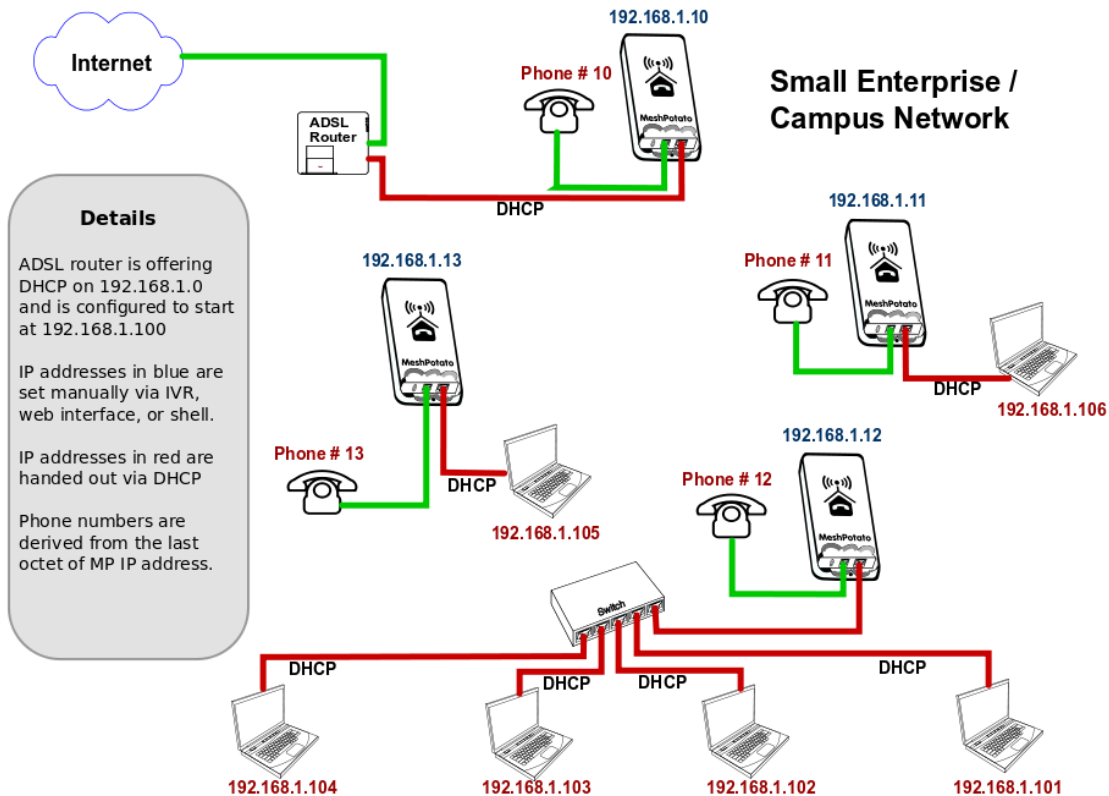 192.168.1.10
Internet
Phone # 10
Small Enterprise /
Campus Network
ADSL
Router
MeshPotato
DHCP
Details
ADSL router is offering
DHCP on 192.168.1.0
and is configured to start
at 192.168.1.100
IP addresses in blue are
set manually via IVR,
web interface, or shell.
IP addresses in red are
handed out via DHCP
Phone numbers are
derived from the last
octet of MP IP address.
192.168.1.11
Phone # 11
MeshPotato
DHCP
192.168.1.106
192.168.1.13
MeshPotato
Phone # 13
DHCP
192.168.1.105
192.168.1.12
Phone # 12
MeshPotato
Switch
DHCP
DHCP
DHCP
DHCP
192.168.1.104
192.168.1.103
192.168.1.102
192.168.1.101